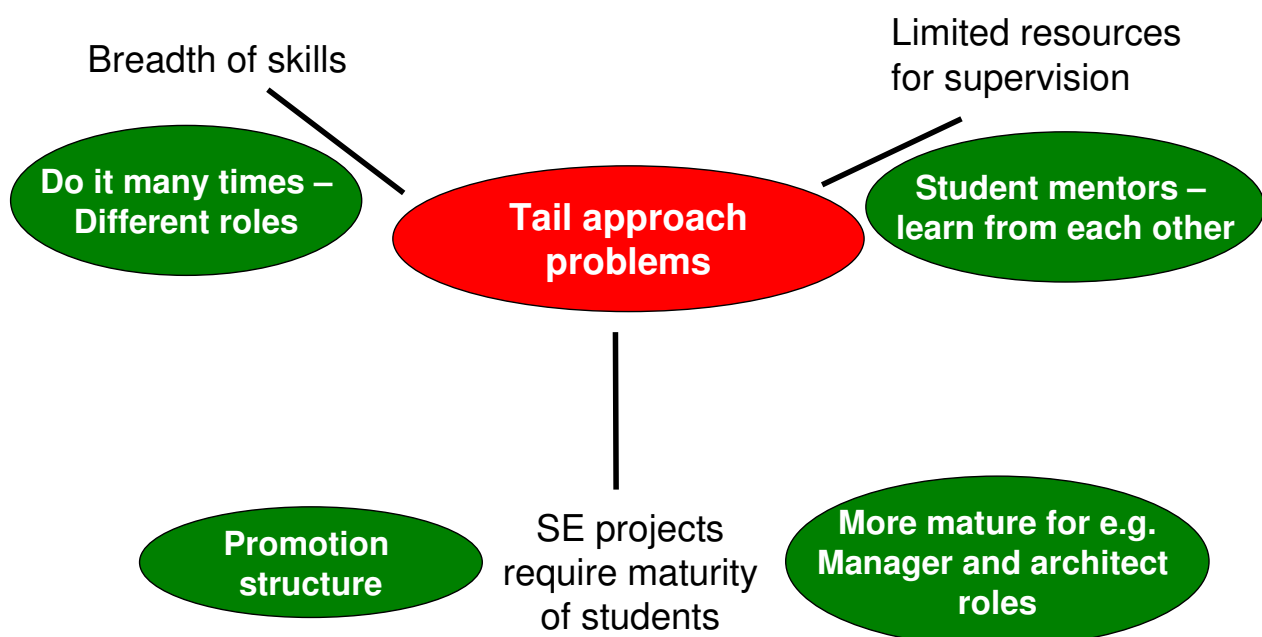 Breadth of skills
Limited resources
for supervision
Do it many times –
Different roles
Tail approach
problems
Student mentors –
learn from each other
Promotion
structure
SE projects
require maturity
of students
More mature for e.g.
Manager and architect
roles